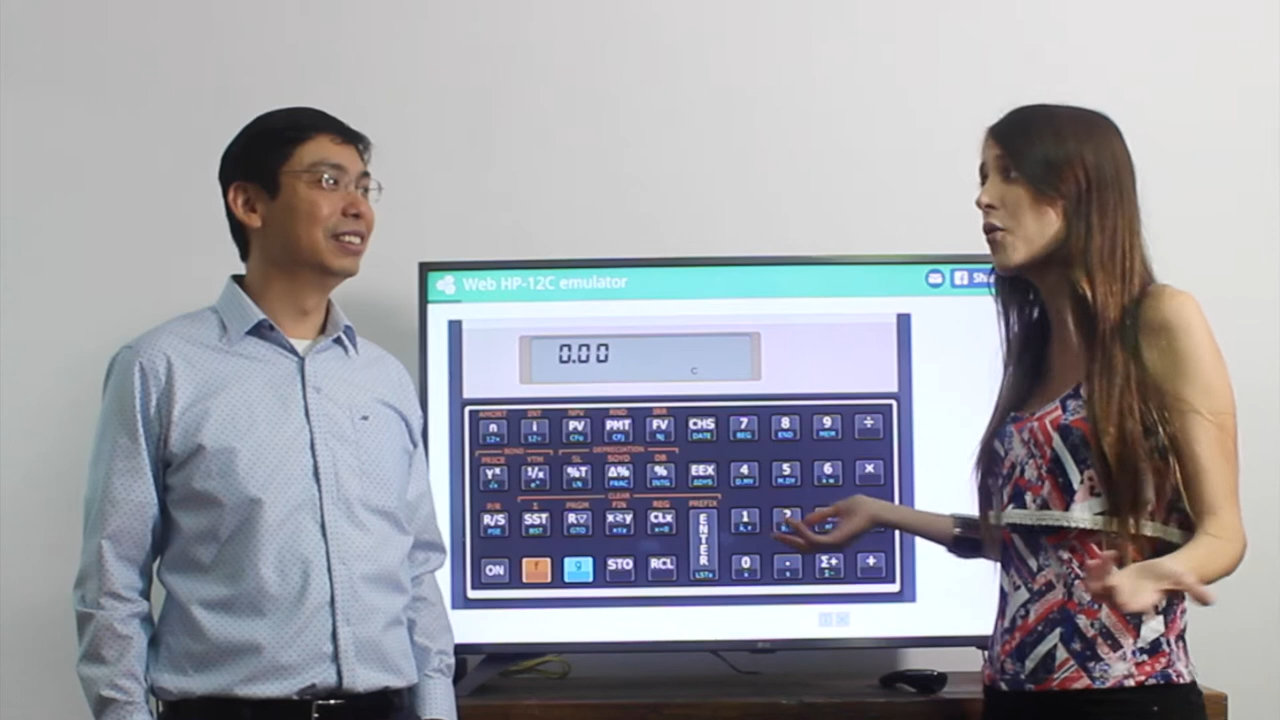 Web HP-12C emulator
0.00
C
AMORT INT NPV RND IRR
n i PV PMT FV CHS 7 8 9 ÷
12× 12÷ CFo CFj Nj DATE BEG END MEM
BOND DEPRECIATION
PRICE YTM SL SOYD DB
Yˣ 1/x %T Δ% % EEX 4 5 6 ×
LN FRAC INTG ΔDYS D.MY M.DY
CLEAR
P/R Σ PRGM FIN REG PREFIX
R/S SST R▽ x≷y CLx ENTER 1
PSE BST GTO x≤y x=0
ON f g STO RCL 0 . Σ+ +
LSTx Σ-